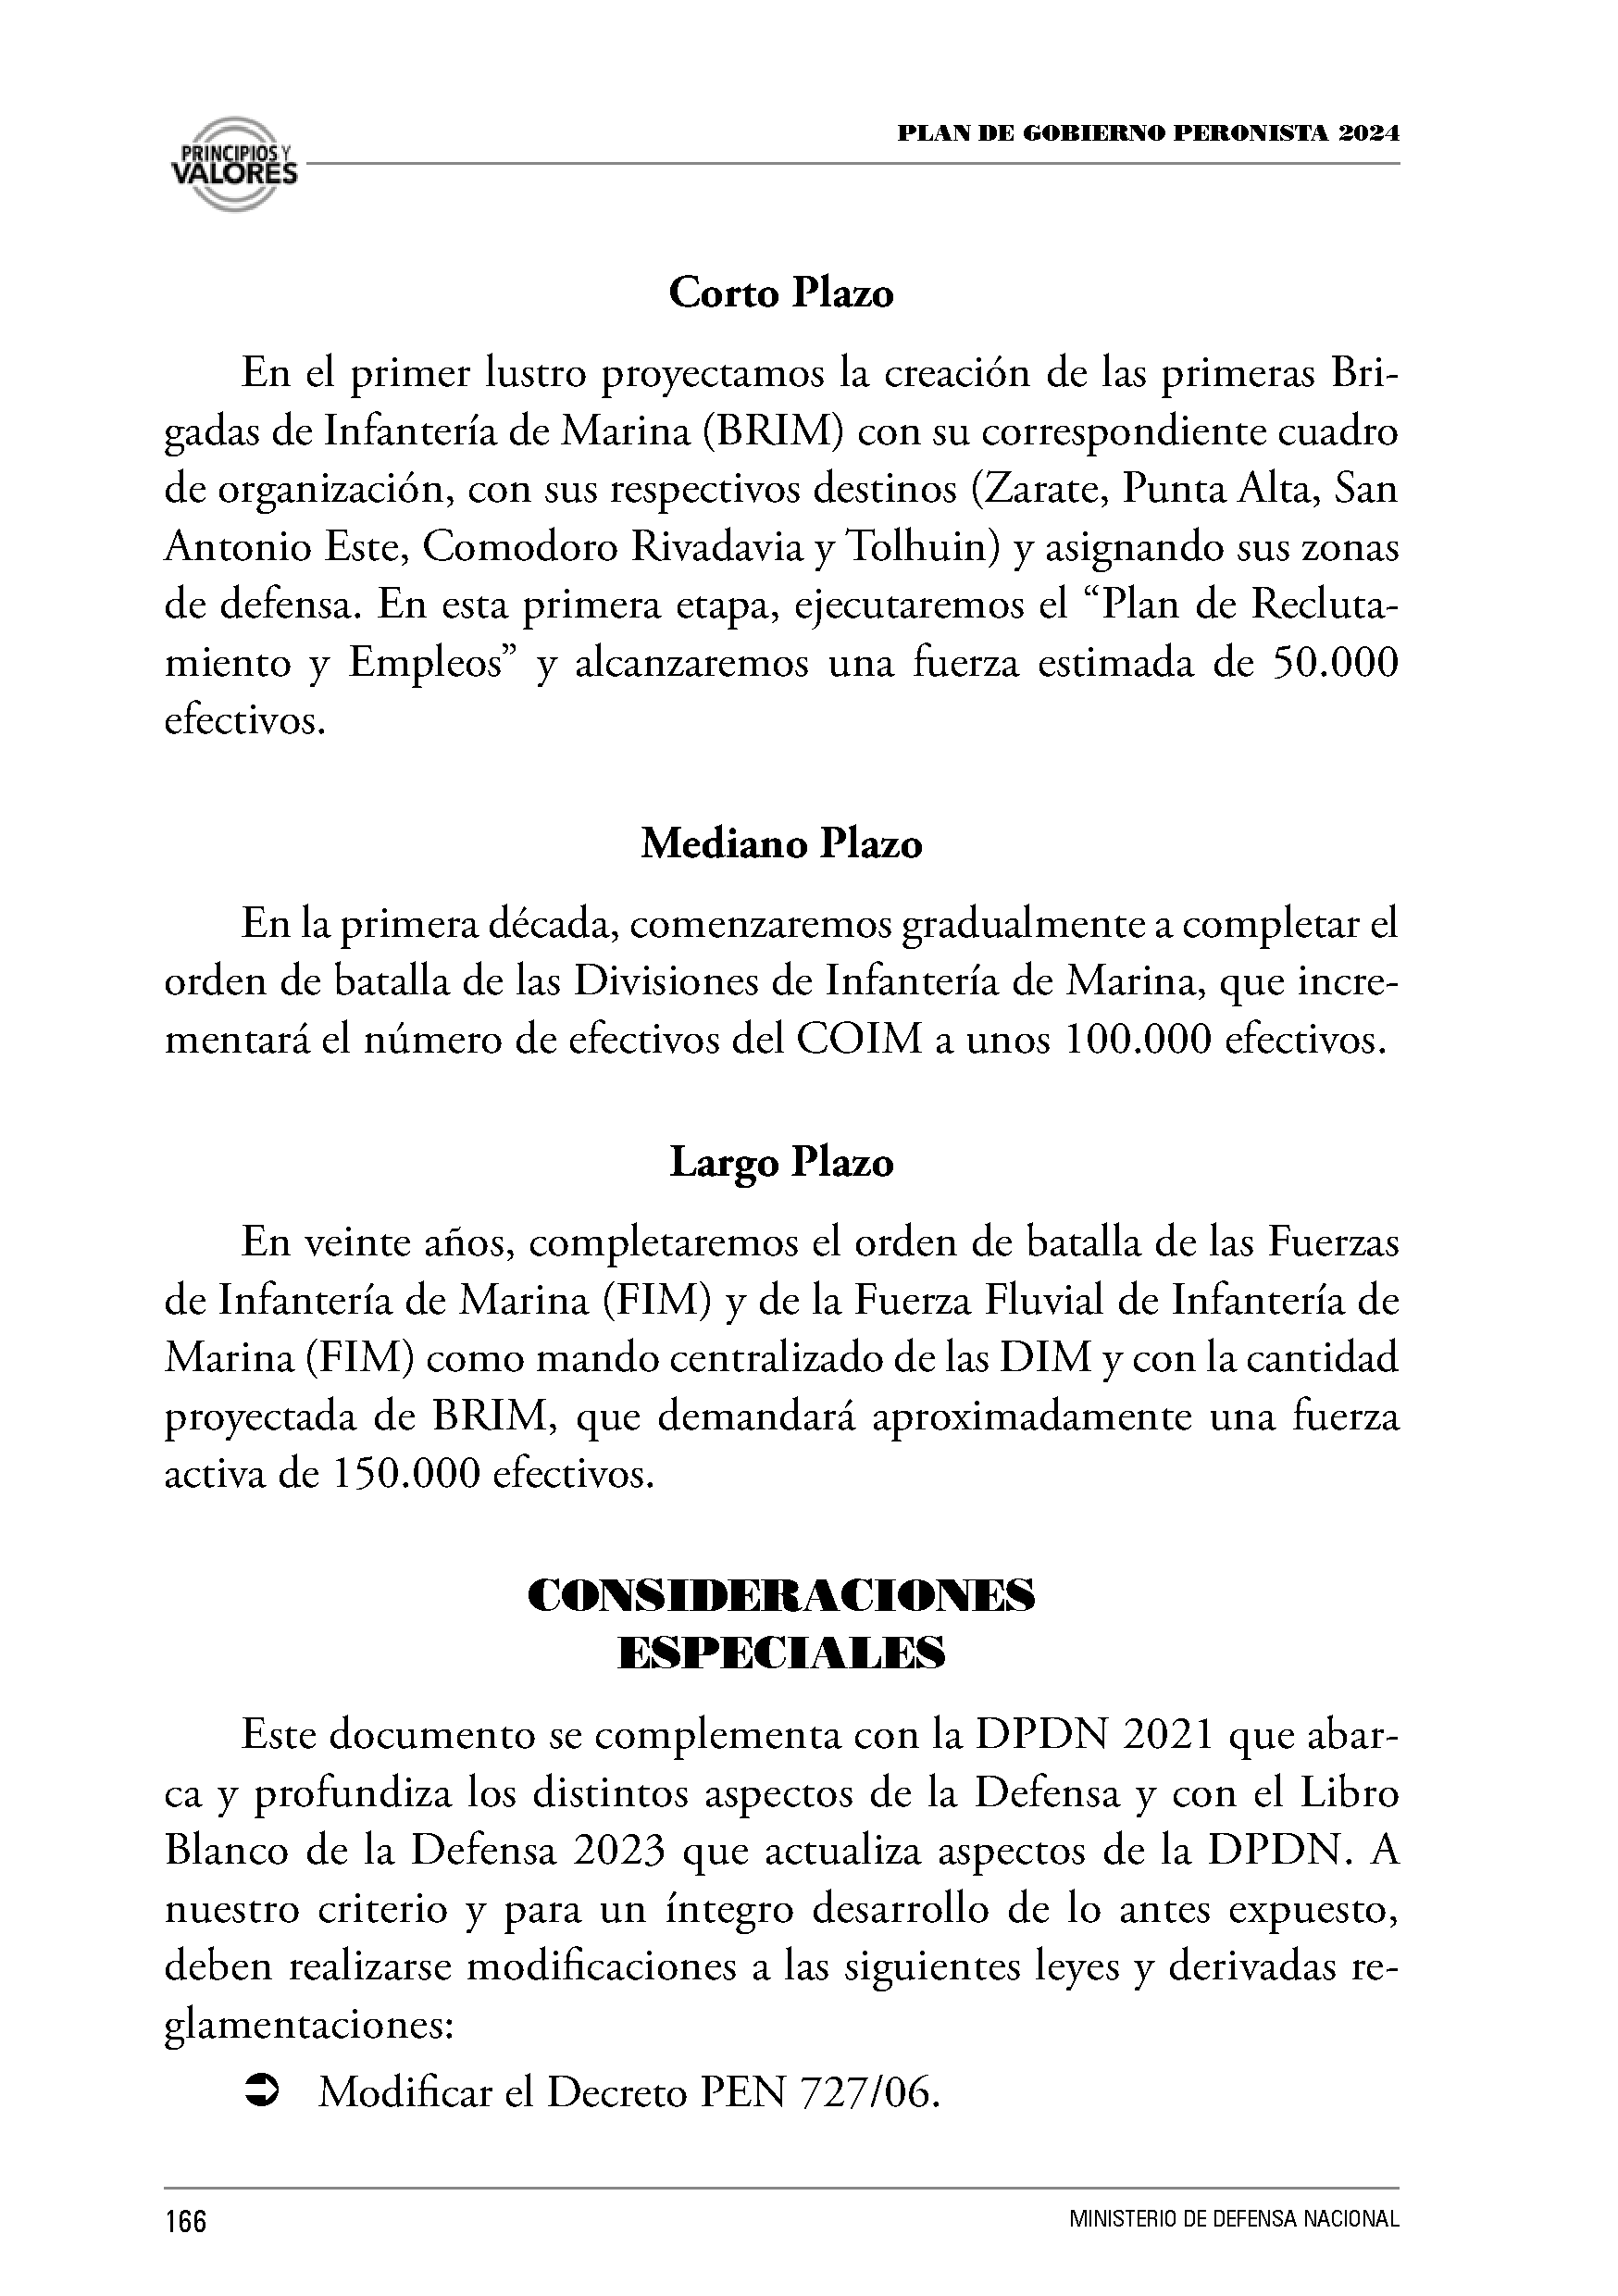 PRINCIPIOS Y
VALORES
PLAN DE GOBIERNO PERONISTA 2024
Corto Plazo
En el primer lustro proyectamos la creación de las primeras Bri-
gadas de Infantería de Marina (BRIM) con su correspondiente cuadro
de organización, con sus respectivos destinos (Zarate, Punta Alta, San
Antonio Este, Comodoro Rivadavia y Tolhuin) y asignando sus zonas
de defensa. En esta primera etapa, ejecutaremos el “Plan de Recluta-
miento y Empleos” y alcanzaremos una fuerza estimada de 50.000
efectivos.
Mediano Plazo
En la primera década, comenzaremos gradualmente a completar el
orden de batalla de las Divisiones de Infantería de Marina, que incre-
mentará el número de efectivos del COIM a unos 100.000 efectivos.
Largo Plazo
En veinte años, completaremos el orden de batalla de las Fuerzas
de Infantería de Marina (FIM) y de la Fuerza Fluvial de Infantería de
Marina (FIM) como mando centralizado de las DIM y con la cantidad
proyectada de BRIM, que demandará aproximadamente una fuerza
activa de 150.000 efectivos.
CONSIDERACIONES
ESPECIALES
Este documento se complementa con la DPDN 2021 que abar-
ca y profundiza los distintos aspectos de la Defensa y con el Libro
Blanco de la Defensa 2023 que actualiza aspectos de la DPDN. A
nuestro criterio y para un íntegro desarrollo de lo antes expuesto,
deben realizarse modificaciones a las siguientes leyes y derivadas re-
glamentaciones:
➲ Modificar el Decreto PEN 727/06.
166
MINISTERIO DE DEFENSA NACIONAL